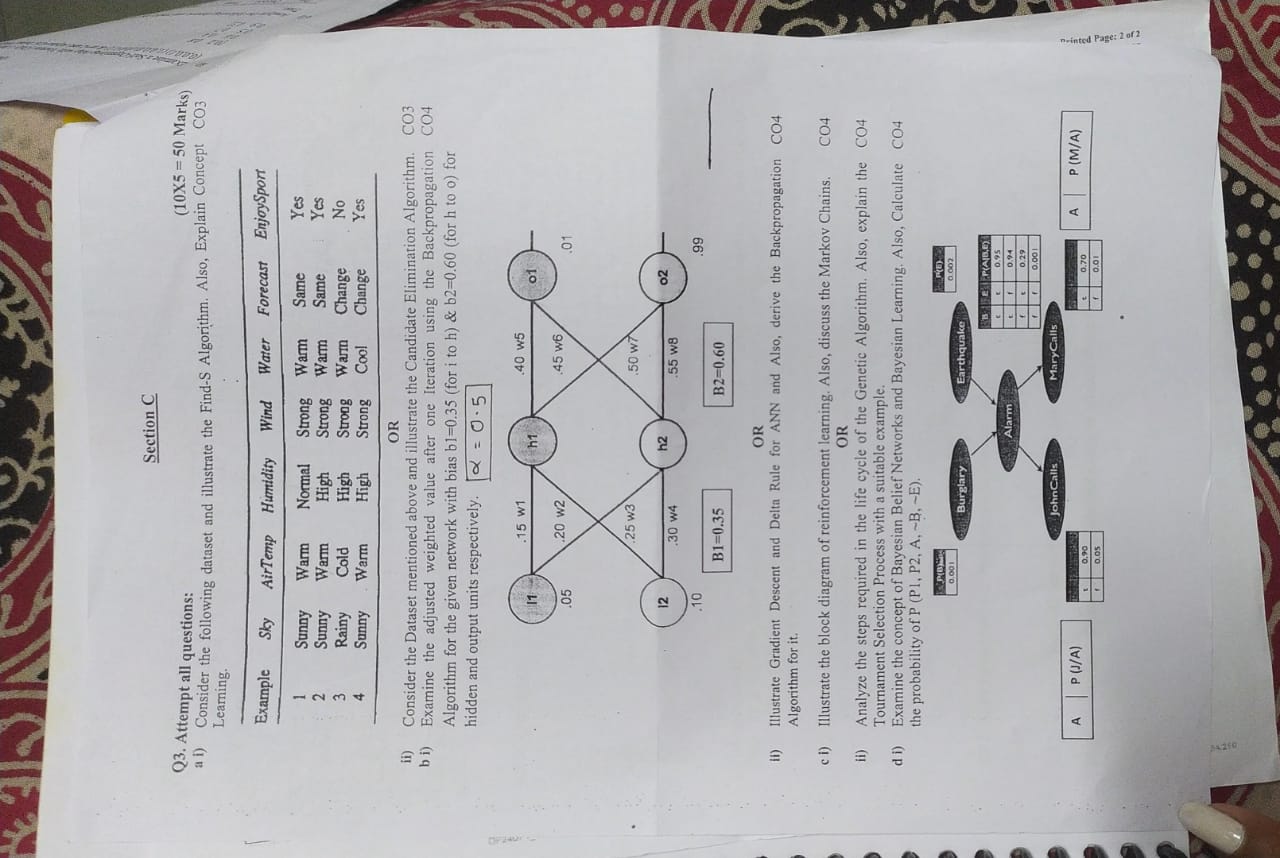 Section C
Q3. Attempt all questions: (10X5 = 50 Marks)
a i) Consider the following dataset and illustrate the Find-S Algorithm. Also, Explain Concept CO3
Learning.
Example Sky AirTemp Humidity Wind Water Forecast EnjoySport
1 Sunny Warm Normal Strong Warm Same Yes
2 Sunny Warm High Strong Warm Same Yes
3 Rainy Cold High Strong Warm Change No
4 Sunny Warm High Strong Cool Change Yes
OR
ii) Consider the Dataset mentioned above and illustrate the Candidate Elimination Algorithm. CO3
b i) Examine the adjusted weighted value after one Iteration using the Backpropagation CO4
Algorithm for the given network with bias b1=0.35 (for i to h) & b2=0.60 (for h to o) for
hidden and output units respectively. α = 0.5
.15 w1 .40 w5
I1 h1 o1
.05 .20 w2 .45 w6 .01
.25 w3 .50 w7
I2 h2 o2
.30 w4 .55 w8
.10 .99
B1=0.35 B2=0.60
OR
ii) Illustrate Gradient Descent and Delta Rule for ANN and Also, derive the Backpropagation CO4
Algorithm for it.
c i) Illustrate the block diagram of reinforcement learning. Also, discuss the Markov Chains. CO4
OR
ii) Analyze the steps required in the life cycle of the Genetic Algorithm. Also, explain the CO4
Tournament Selection Process with a suitable example.
d i) Examine the concept of Bayesian Belief Networks and Bayesian Learning. Also, Calculate CO4
the probability of P (P1, P2, A, ~B, ~E).
P(B) P(E)
0.001 0.002
Burglary Earthquake
B E P(A|B,E)
t t 0.95
t f 0.94
f t 0.29
f f 0.001
Alarm
JohnCalls MaryCalls
A P (J/A)
t 0.90
f 0.05
t 0.70
f 0.01
A P (M/A)
Printed Page: 2 of 2